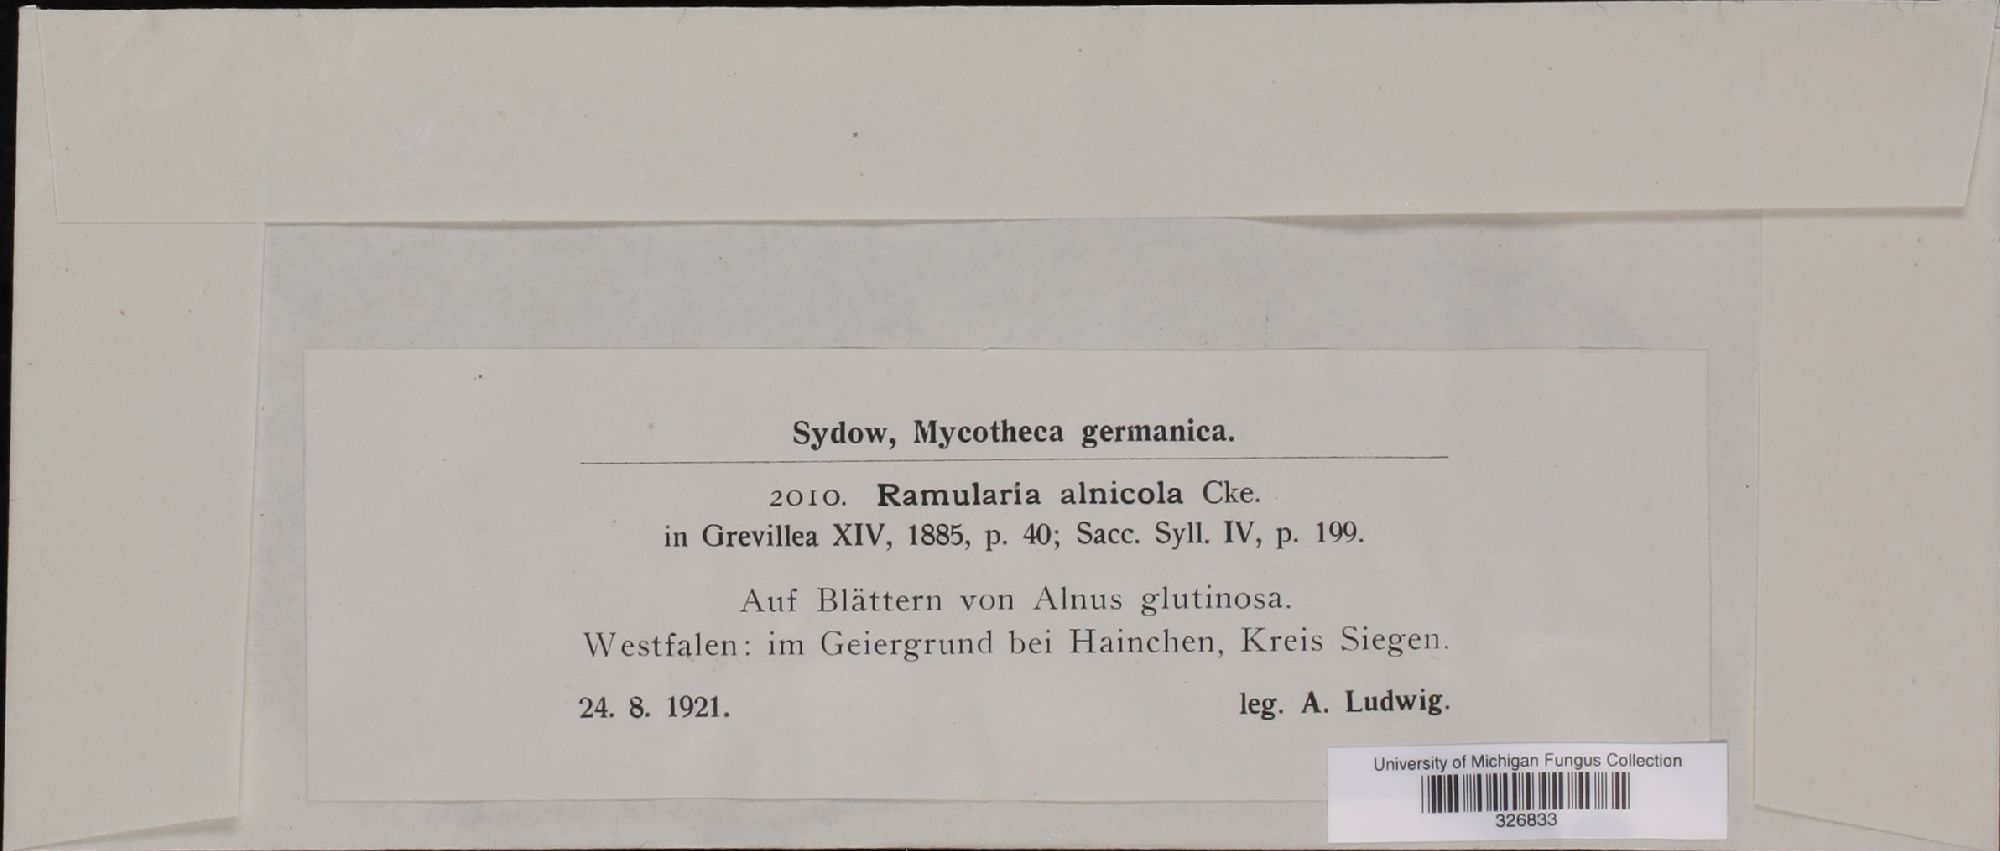 Sydow, Mycotheca germanica.
2010. Ramularia alnicola Cke.
in Grevillea XIV, 1885, p. 40; Sacc. Syll. IV, p. 199.
Auf Blättern von Alnus glutinosa.
Westfalen: im Geiergrund bei Hainchen, Kreis Siegen.
24. 8. 1921. leg. A. Ludwig.
University of Michigan Fungus Collection
326833